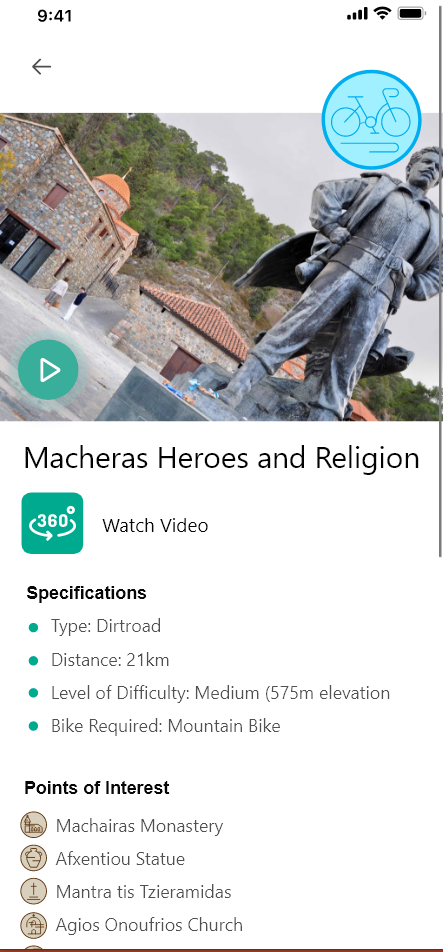 9:41
Macheras Heroes and Religion
360°
Watch Video
Specifications
Type: Dirtroad
Distance: 21km
Level of Difficulty: Medium (575m elevation
Bike Required: Mountain Bike
Points of Interest
Machairas Monastery
Afxentiou Statue
Mantra tis Tzieramidas
Agios Onoufrios Church